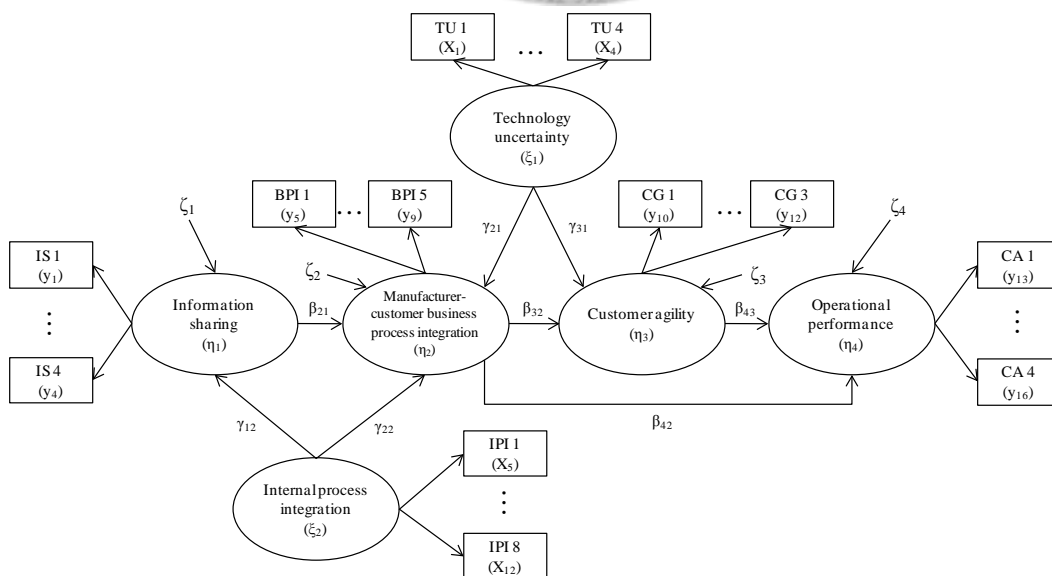 TU 1
(X₁)
…
TU 4
(X₄)
Technology
uncertainty
(ξ₁)
BPI 1
(y₅)
…
BPI 5
(y₉)
CG 1
(y₁₀)
…
CG 3
(y₁₂)
ζ₁
ζ₂
γ₂₁
γ₃₁
ζ₃
ζ₄
IS 1
(y₁)
⋮
IS 4
(y₄)
Information
sharing
(η₁)
β₂₁
Manufacturer-
customer business
process integration
(η₂)
β₃₂
Customer agility
(η₃)
β₄₃
Operational
performance
(η₄)
CA 1
(y₁₃)
⋮
CA 4
(y₁₆)
β₄₂
γ₁₂
γ₂₂
Internal process
integration
(ξ₂)
IPI 1
(X₅)
⋮
IPI 8
(X₁₂)